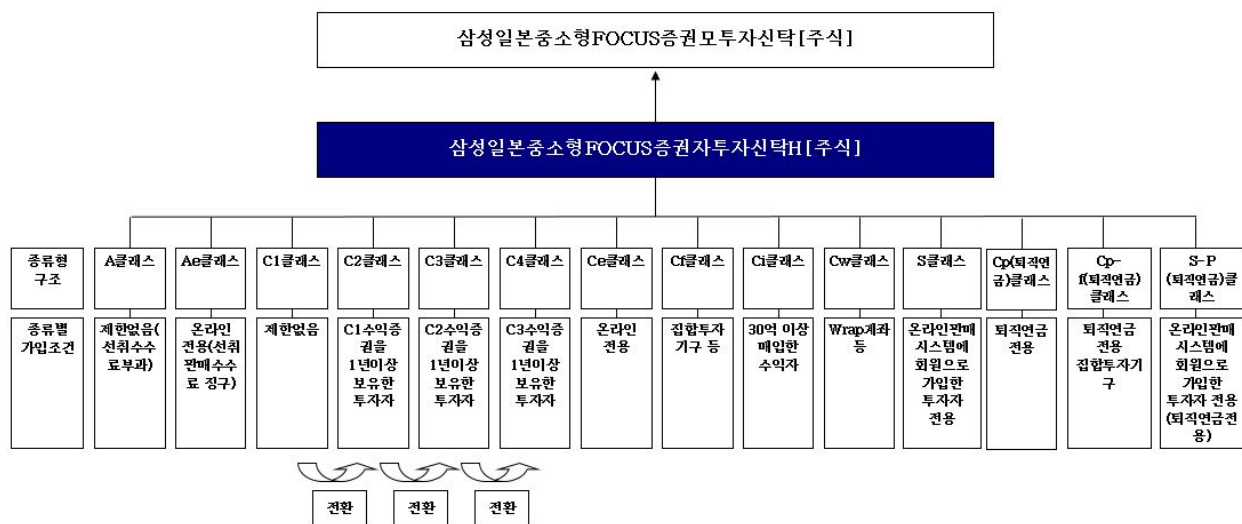 삼성일본중소형FOCUS증권모투자신탁[주식]
삼성일본중소형FOCUS증권자투자신탁H[주식]
종류형
구조
A클래스
Ae클래스
C1클래스
C2클래스
C3클래스
C4클래스
Ce클래스
Cf클래스
Ci클래스
Cw클래스
S클래스
Cp(퇴직연
금)클래스
Cp-
f(퇴직연금)
클래스
S-P
(퇴직연금)클
래스
종류별
가입조건
제한없음(
선취수수
료부과)
온라인
전용(선취
판매수수
료 징구)
제한없음
C1수익증
권을
1년이상
보유한
투자자
C2수익증
권을
1년이상
보유한
투자자
C3수익증
권을
1년이상
보유한
투자자
온라인
전용
집합투자
기구 등
30억 이상
매입한
수익자
Wrap계좌
등
온라인판매
시스템에
회원으로
가입한
투자자
전용
퇴직연금
전용
퇴직연금
전용
집합투자기
구
온라인판매
시스템에
회원으로
가입한
투자자 전용
(퇴직연금전
용)
전환
전환
전환